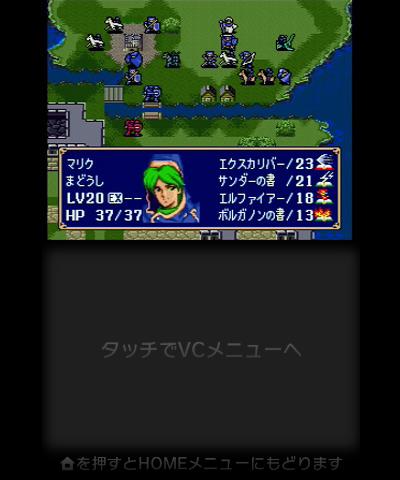 マリク
まどうし
LV20 EX--
HP 37/37
エクスカリバー/23
サンダーの書 /21
エルファイアー/18
ボルガノンの書/13
タッチでVCメニューへ
を押すとHOMEメニューにもどります